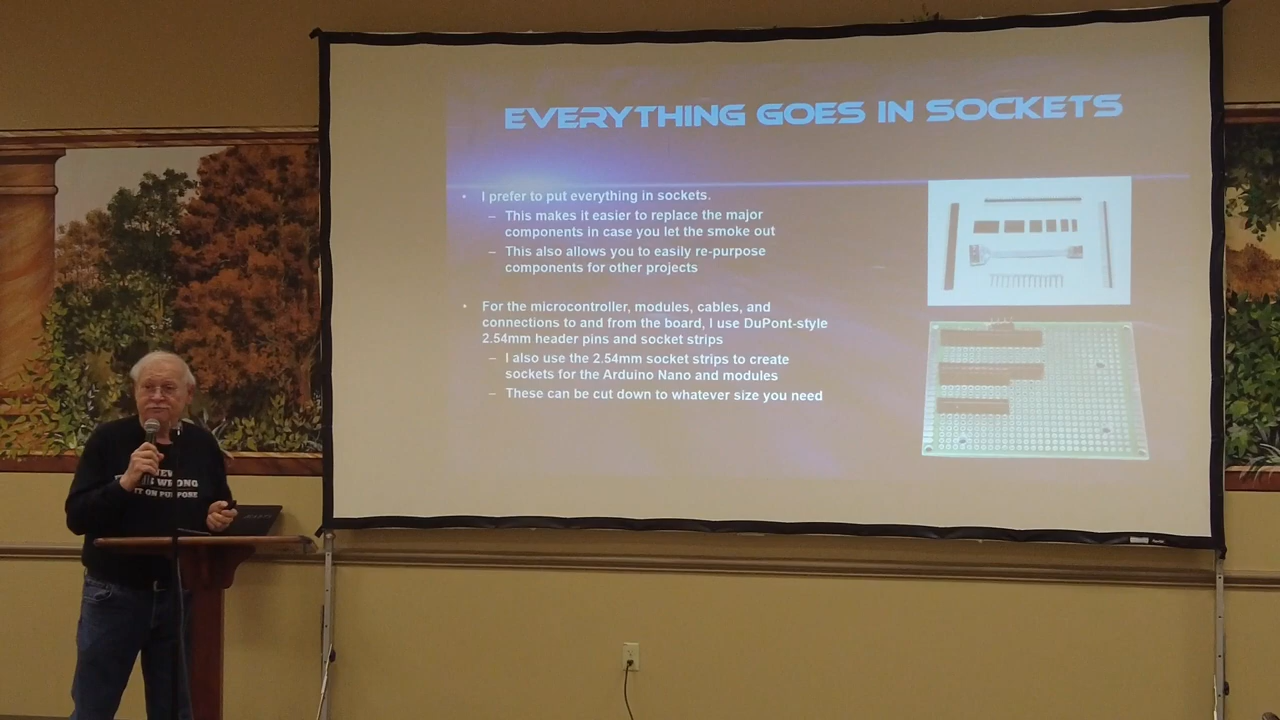 EVERYTHING GOES IN SOCKETS
• I prefer to put everything in sockets.
– This makes it easier to replace the major
components in case you let the smoke out
– This also allows you to easily re-purpose
components for other projects
• For the microcontroller, modules, cables, and
connections to and from the board, I use DuPont-style
2.54mm header pins and socket strips
– I also use the 2.54mm socket strips to create
sockets for the Arduino Nano and modules
– These can be cut down to whatever size you need
WRONG
IT ON PURPOSE